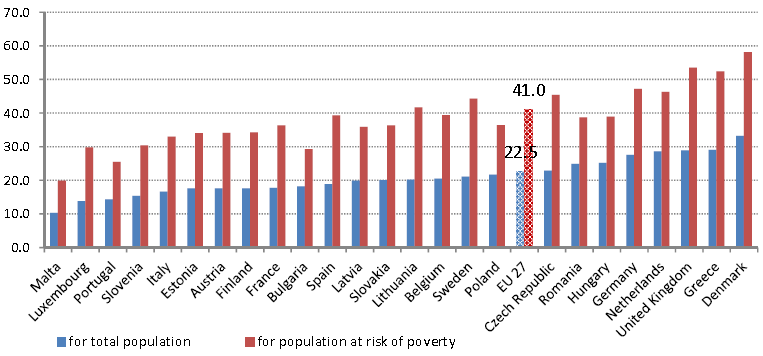 70.0
60.0
50.0
40.0
30.0
20.0
10.0
0.0
41.0
22.5
Malta
Luxembourg
Portugal
Slovenia
Italy
Estonia
Austria
Finland
France
Bulgaria
Spain
Latvia
Slovakia
Lithuania
Belgium
Sweden
Poland
EU 27
Czech Republic
Romania
Hungary
Germany
Netherlands
United Kingdom
Greece
Denmark
for total population
for population at risk of poverty